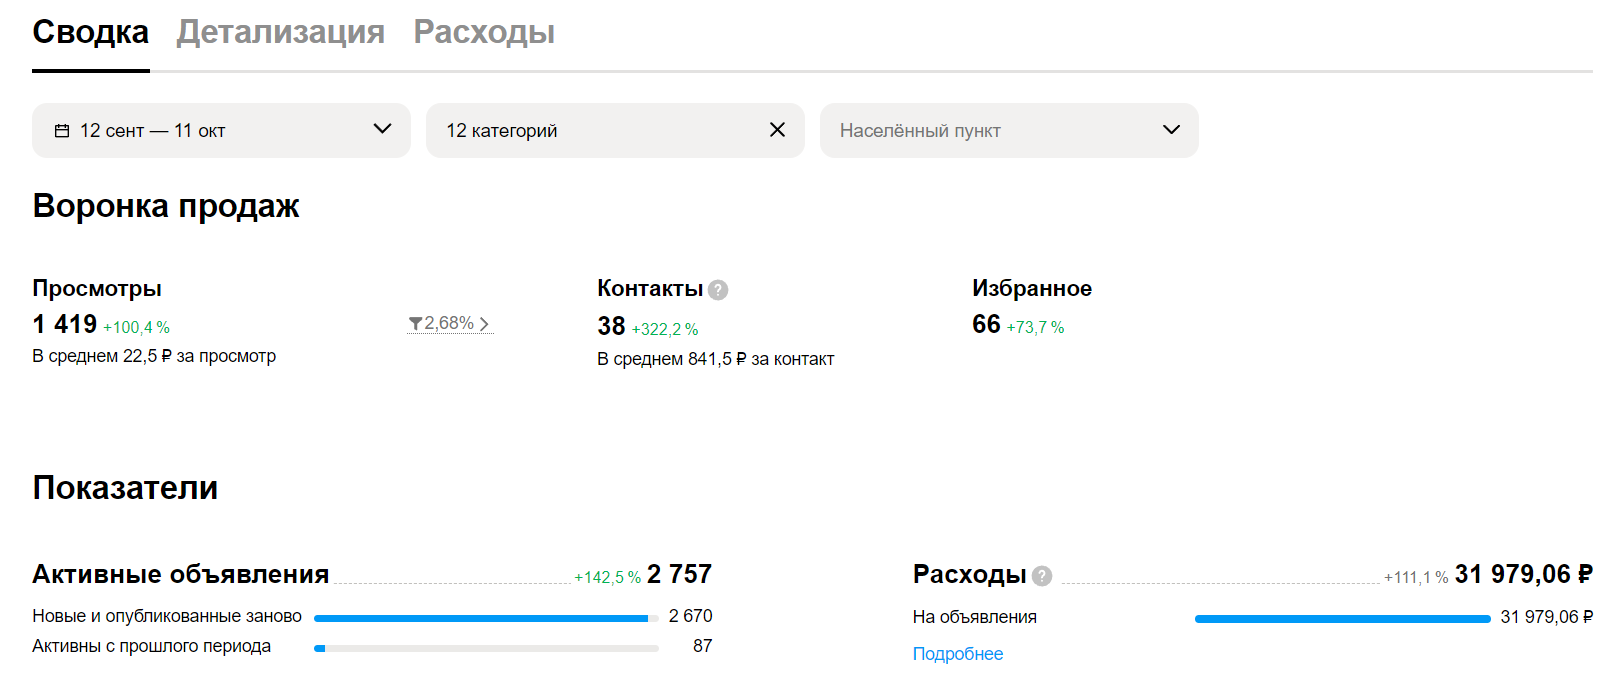 Сводка Детализация Расходы
12 сент — 11 окт
12 категорий
Населённый пункт
Воронка продаж
Просмотры
1 419 +100,4 %
В среднем 22,5 ₽ за просмотр
2,68%
Контакты ?
38 +322,2 %
В среднем 841,5 ₽ за контакт
Избранное
66 +73,7 %
Показатели
Активные объявления +142,5 % 2 757
Новые и опубликованные заново 2 670
Активны с прошлого периода 87
Расходы ? +111,1 % 31 979,06 ₽
На объявления 31 979,06 ₽
Подробнее